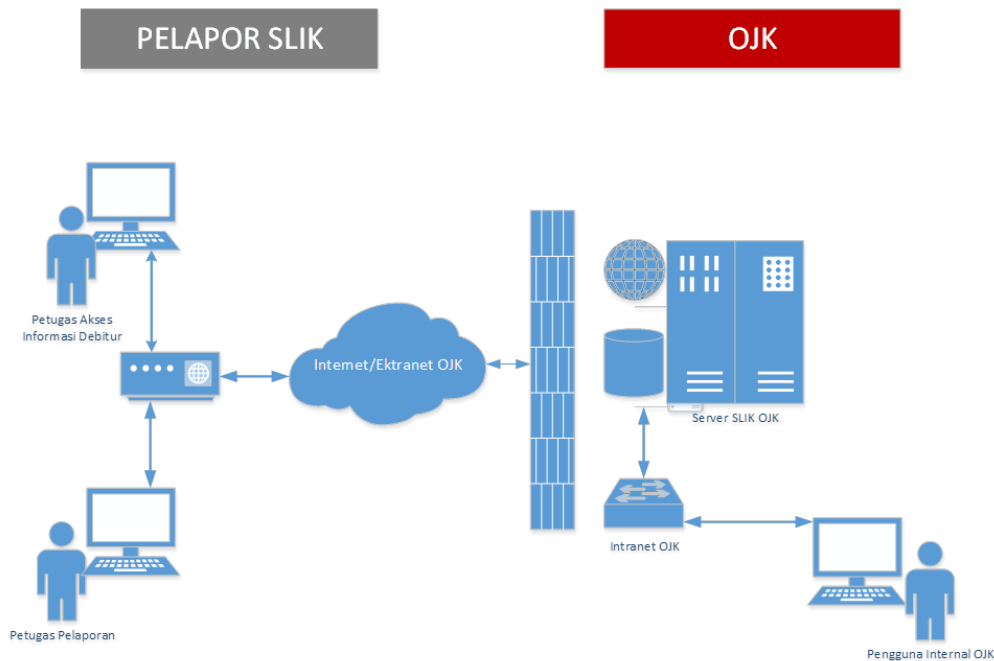 PELAPOR SLIK
OJK
Petugas Akses
Informasi Debitur
Internet/Ektranet OJK
Server SLIK OJK
Intranet OJK
Petugas Pelaporan
Pengguna Internal OJK